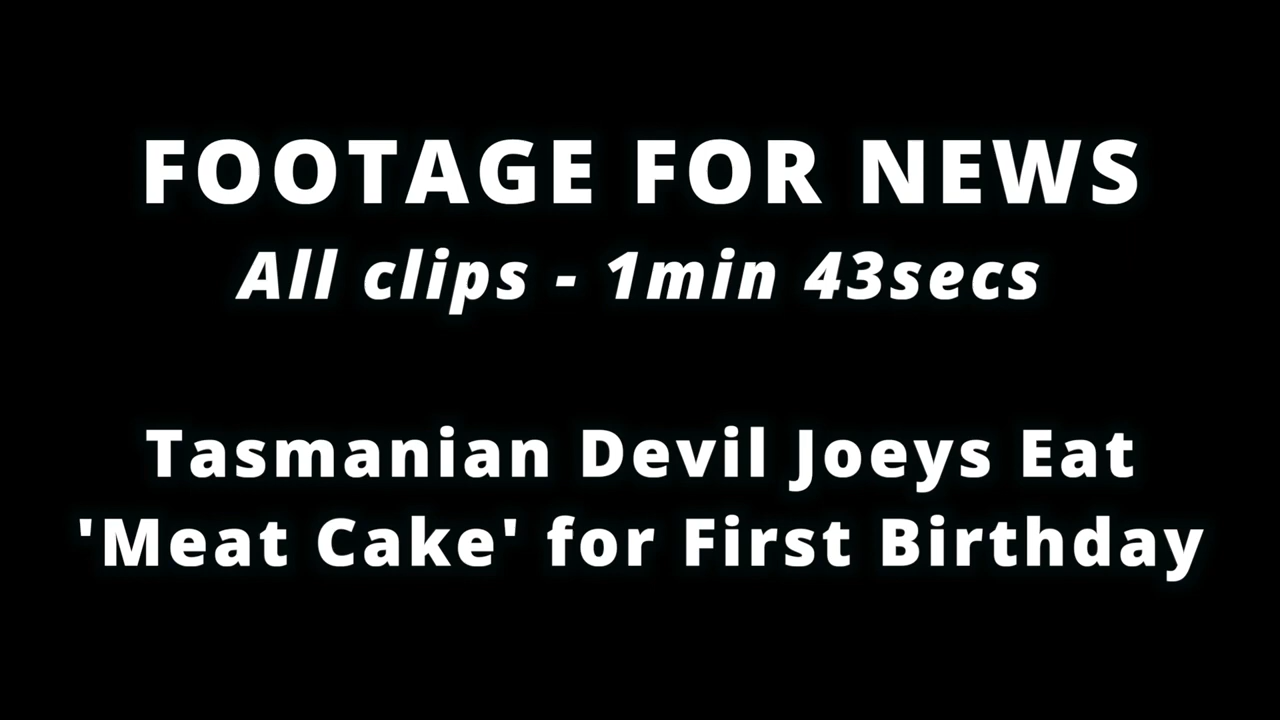 FOOTAGE FOR NEWS
All clips - 1min 43secs
Tasmanian Devil Joeys Eat
'Meat Cake' for First Birthday